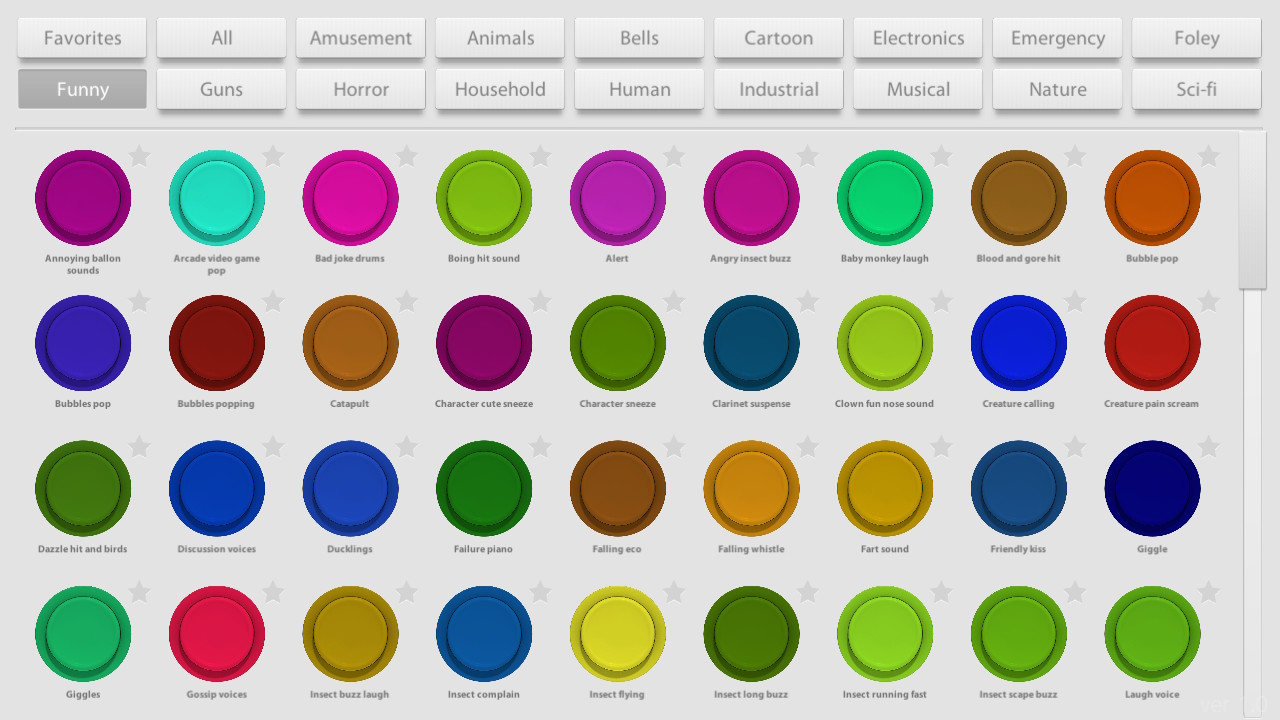 Favorites
All
Amusement
Animals
Bells
Cartoon
Electronics
Emergency
Foley
Funny
Guns
Horror
Household
Human
Industrial
Musical
Nature
Sci-fi
Annoying ballon
sounds
Arcade video game
pop
Bad joke drums
Boing hit sound
Alert
Angry insect buzz
Baby monkey laugh
Blood and gore hit
Bubble pop
Bubbles pop
Bubbles popping
Catapult
Character cute sneeze
Character sneeze
Clarinet suspense
Clown fun nose sound
Creature calling
Creature pain scream
Dazzle hit and birds
Discussion voices
Ducklings
Failure piano
Falling eco
Falling whistle
Fart sound
Friendly kiss
Giggle
Giggles
Gossip voices
Insect buzz laugh
Insect complain
Insect flying
Insect long buzz
Insect running fast
Insect scape buzz
Laugh voice